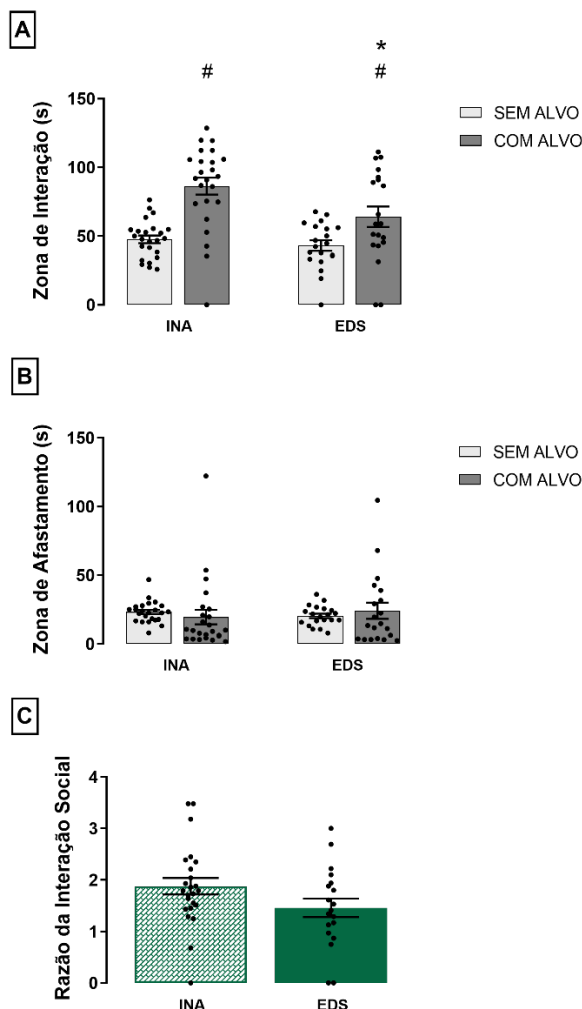 A
*
# #
Zona de Interação (s)
150
100
50
0
INA EDS
SEM ALVO
COM ALVO
B
Zona de Afastamento (s)
150
100
50
0
INA EDS
SEM ALVO
COM ALVO
C
Razão da Interação Social
4
3
2
1
0
INA EDS